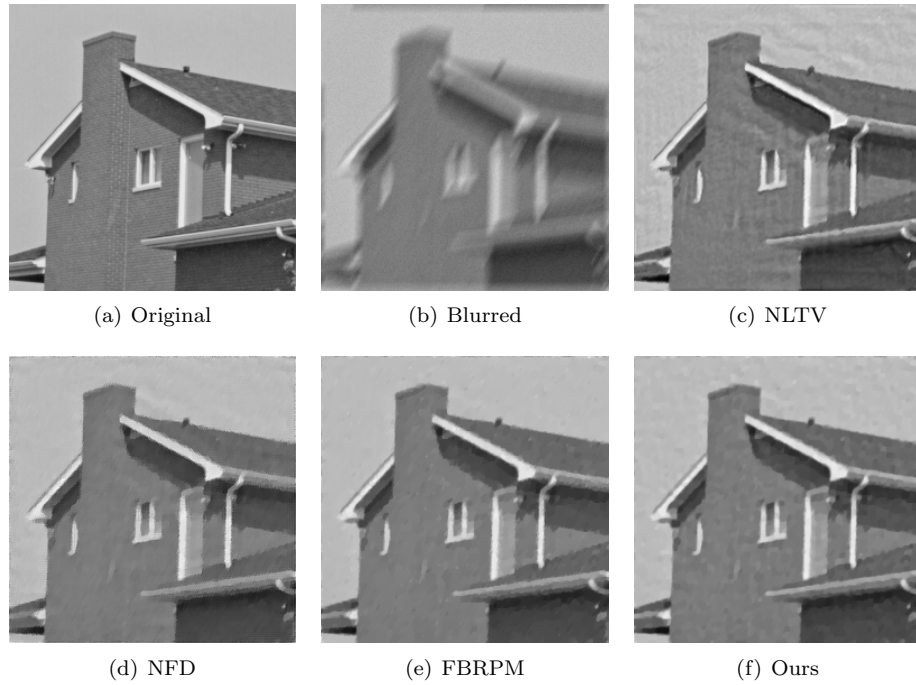 (a) Original
(b) Blurred
(c) NLTV
(d) NFD
(e) FBRPM
(f) Ours